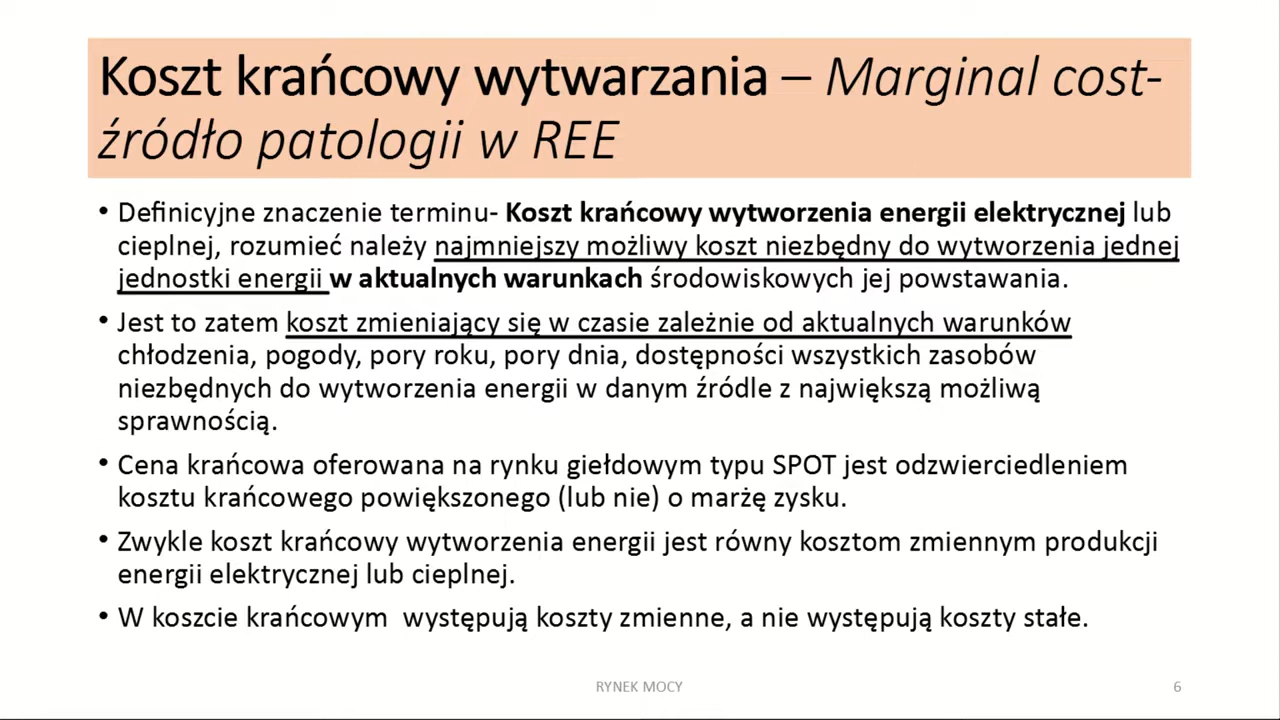 Koszt krańcowy wytwarzania – Marginal cost-
źródło patologii w REE
• Definicyjne znaczenie terminu- Koszt krańcowy wytworzenia energii elektrycznej lub
cieplnej, rozumieć należy najmniejszy możliwy koszt niezbędny do wytworzenia jednej
jednostki energii w aktualnych warunkach środowiskowych jej powstawania.
• Jest to zatem koszt zmieniający się w czasie zależnie od aktualnych warunków
chłodzenia, pogody, pory roku, pory dnia, dostępności wszystkich zasobów
niezbędnych do wytworzenia energii w danym źródle z największą możliwą
sprawnością.
• Cena krańcowa oferowana na rynku giełdowym typu SPOT jest odzwierciedleniem
kosztu krańcowego powiększonego (lub nie) o marżę zysku.
• Zwykle koszt krańcowy wytworzenia energii jest równy kosztom zmiennym produkcji
energii elektrycznej lub cieplnej.
• W koszcie krańcowym występują koszty zmienne, a nie występują koszty stałe.
RYNEK MOCY
6